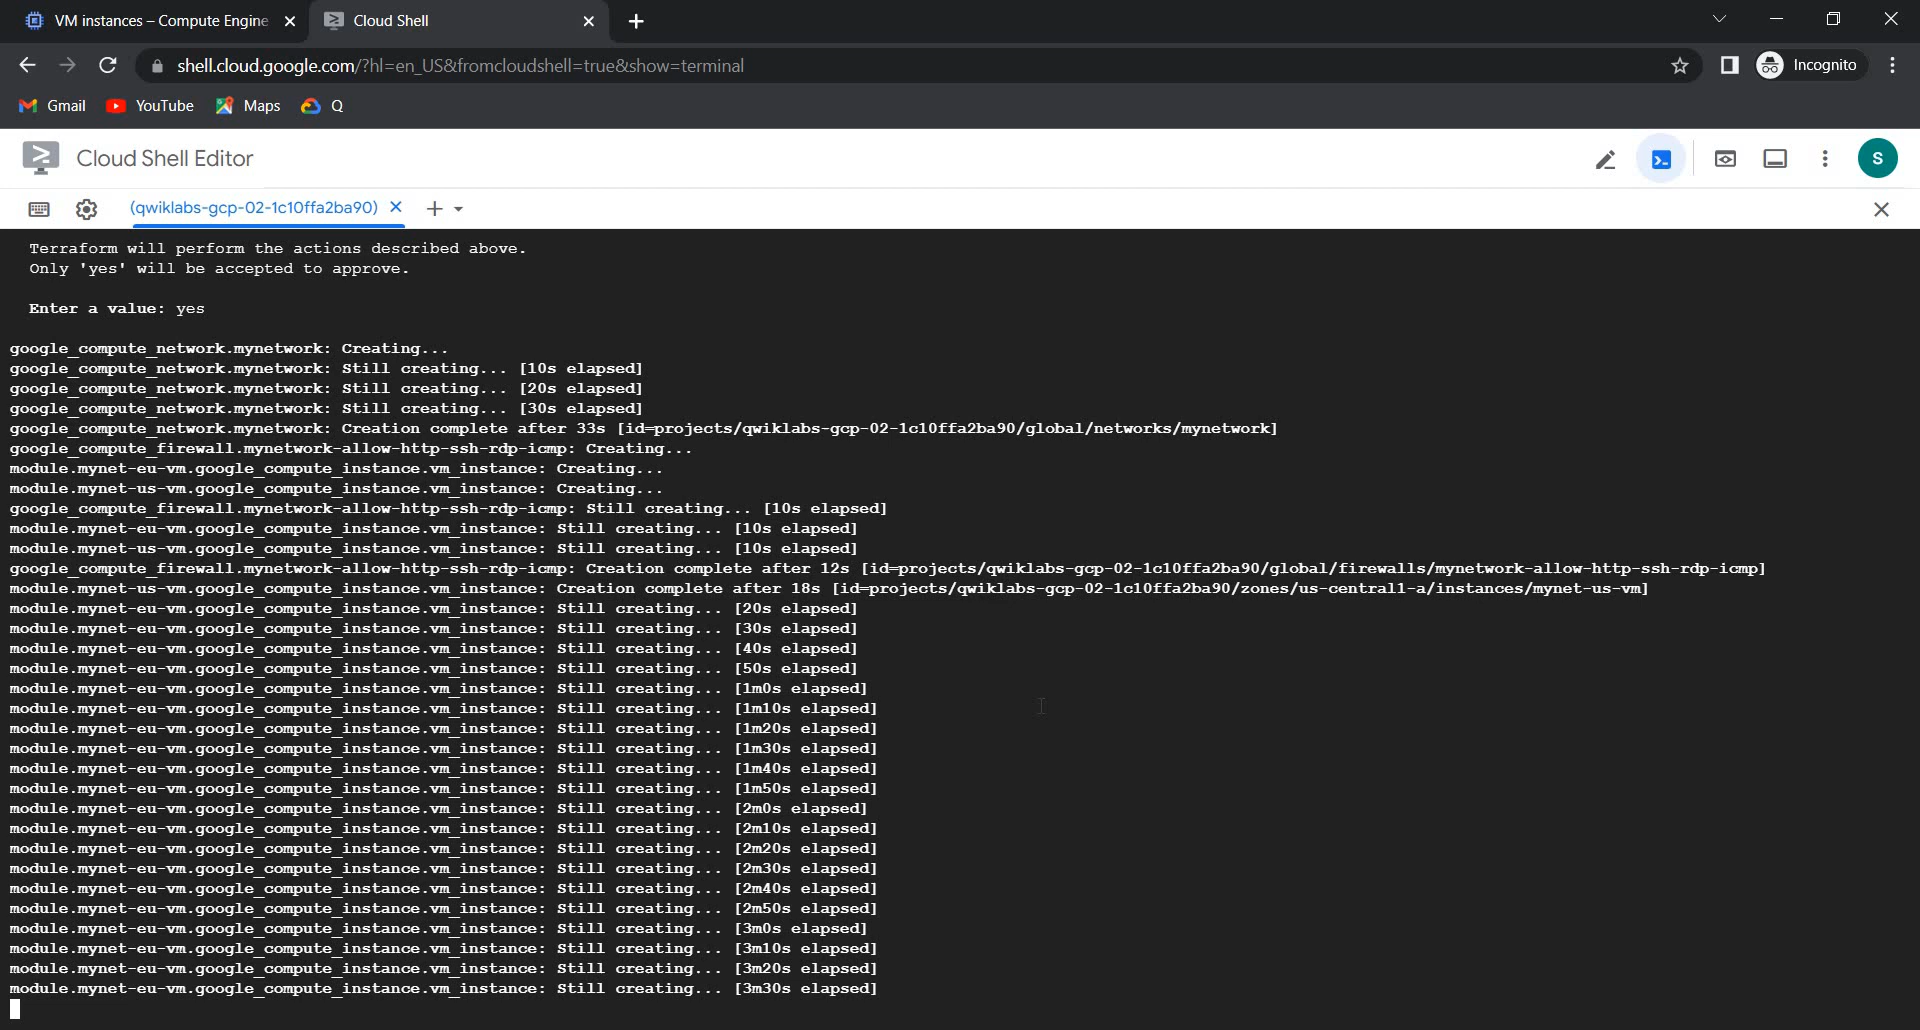 VM instances – Compute Engine
Cloud Shell
shell.cloud.google.com/?hl=en_US&fromcloudshell=true&show=terminal
Incognito
Gmail
YouTube
Maps
Q
Cloud Shell Editor
S
(qwiklabs-gcp-02-1c10ffa2ba90)
Terraform will perform the actions described above.
Only 'yes' will be accepted to approve.
Enter a value: yes
google_compute_network.mynetwork: Creating...
google_compute_network.mynetwork: Still creating... [10s elapsed]
google_compute_network.mynetwork: Still creating... [20s elapsed]
google_compute_network.mynetwork: Still creating... [30s elapsed]
google_compute_network.mynetwork: Creation complete after 33s [id=projects/qwiklabs-gcp-02-1c10ffa2ba90/global/networks/mynetwork]
google_compute_firewall.mynetwork-allow-http-ssh-rdp-icmp: Creating...
module.mynet-eu-vm.google_compute_instance.vm_instance: Creating...
module.mynet-us-vm.google_compute_instance.vm_instance: Creating...
google_compute_firewall.mynetwork-allow-http-ssh-rdp-icmp: Still creating... [10s elapsed]
module.mynet-eu-vm.google_compute_instance.vm_instance: Still creating... [10s elapsed]
module.mynet-us-vm.google_compute_instance.vm_instance: Still creating... [10s elapsed]
google_compute_firewall.mynetwork-allow-http-ssh-rdp-icmp: Creation complete after 12s [id=projects/qwiklabs-gcp-02-1c10ffa2ba90/global/firewalls/mynetwork-allow-http-ssh-rdp-icmp]
module.mynet-us-vm.google_compute_instance.vm_instance: Creation complete after 18s [id=projects/qwiklabs-gcp-02-1c10ffa2ba90/zones/us-central1-a/instances/mynet-us-vm]
module.mynet-eu-vm.google_compute_instance.vm_instance: Still creating... [20s elapsed]
module.mynet-eu-vm.google_compute_instance.vm_instance: Still creating... [30s elapsed]
module.mynet-eu-vm.google_compute_instance.vm_instance: Still creating... [40s elapsed]
module.mynet-eu-vm.google_compute_instance.vm_instance: Still creating... [50s elapsed]
module.mynet-eu-vm.google_compute_instance.vm_instance: Still creating... [1m0s elapsed]
module.mynet-eu-vm.google_compute_instance.vm_instance: Still creating... [1m10s elapsed]
module.mynet-eu-vm.google_compute_instance.vm_instance: Still creating... [1m20s elapsed]
module.mynet-eu-vm.google_compute_instance.vm_instance: Still creating... [1m30s elapsed]
module.mynet-eu-vm.google_compute_instance.vm_instance: Still creating... [1m40s elapsed]
module.mynet-eu-vm.google_compute_instance.vm_instance: Still creating... [1m50s elapsed]
module.mynet-eu-vm.google_compute_instance.vm_instance: Still creating... [2m0s elapsed]
module.mynet-eu-vm.google_compute_instance.vm_instance: Still creating... [2m10s elapsed]
module.mynet-eu-vm.google_compute_instance.vm_instance: Still creating... [2m20s elapsed]
module.mynet-eu-vm.google_compute_instance.vm_instance: Still creating... [2m30s elapsed]
module.mynet-eu-vm.google_compute_instance.vm_instance: Still creating... [2m40s elapsed]
module.mynet-eu-vm.google_compute_instance.vm_instance: Still creating... [2m50s elapsed]
module.mynet-eu-vm.google_compute_instance.vm_instance: Still creating... [3m0s elapsed]
module.mynet-eu-vm.google_compute_instance.vm_instance: Still creating... [3m10s elapsed]
module.mynet-eu-vm.google_compute_instance.vm_instance: Still creating... [3m20s elapsed]
module.mynet-eu-vm.google_compute_instance.vm_instance: Still creating... [3m30s elapsed]